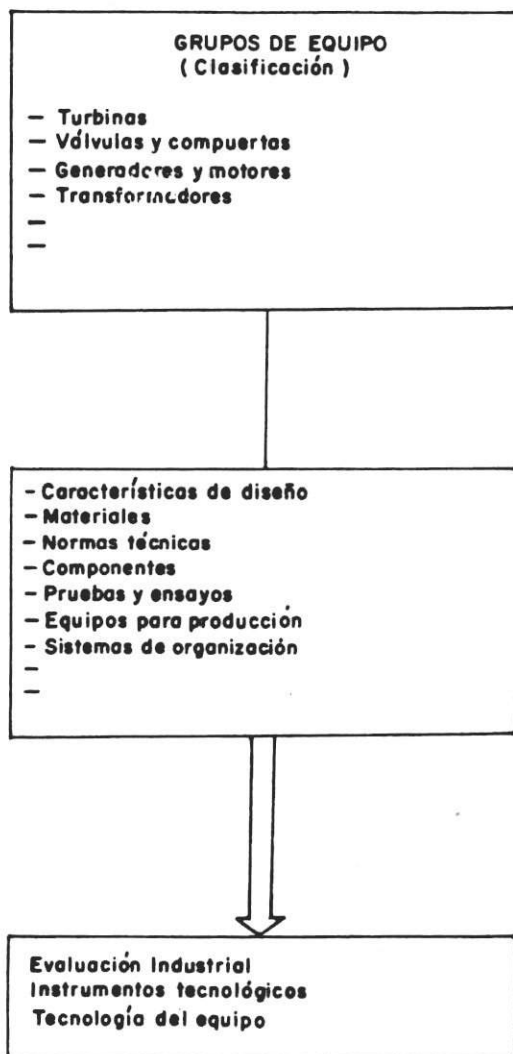 GRUPOS DE EQUIPO
( Clasificación )
— Turbinas
— Válvulas y compuertas
— Generadores y motores
— Transformadores
—
—
- Características de diseño
— Materiales
— Normas técnicas
— Componentes
— Pruebas y ensayos
— Equipos para producción
- Sistemas de organización
-
—
Evaluación Industrial
Instrumentos tecnológicos
Tecnología del equipo